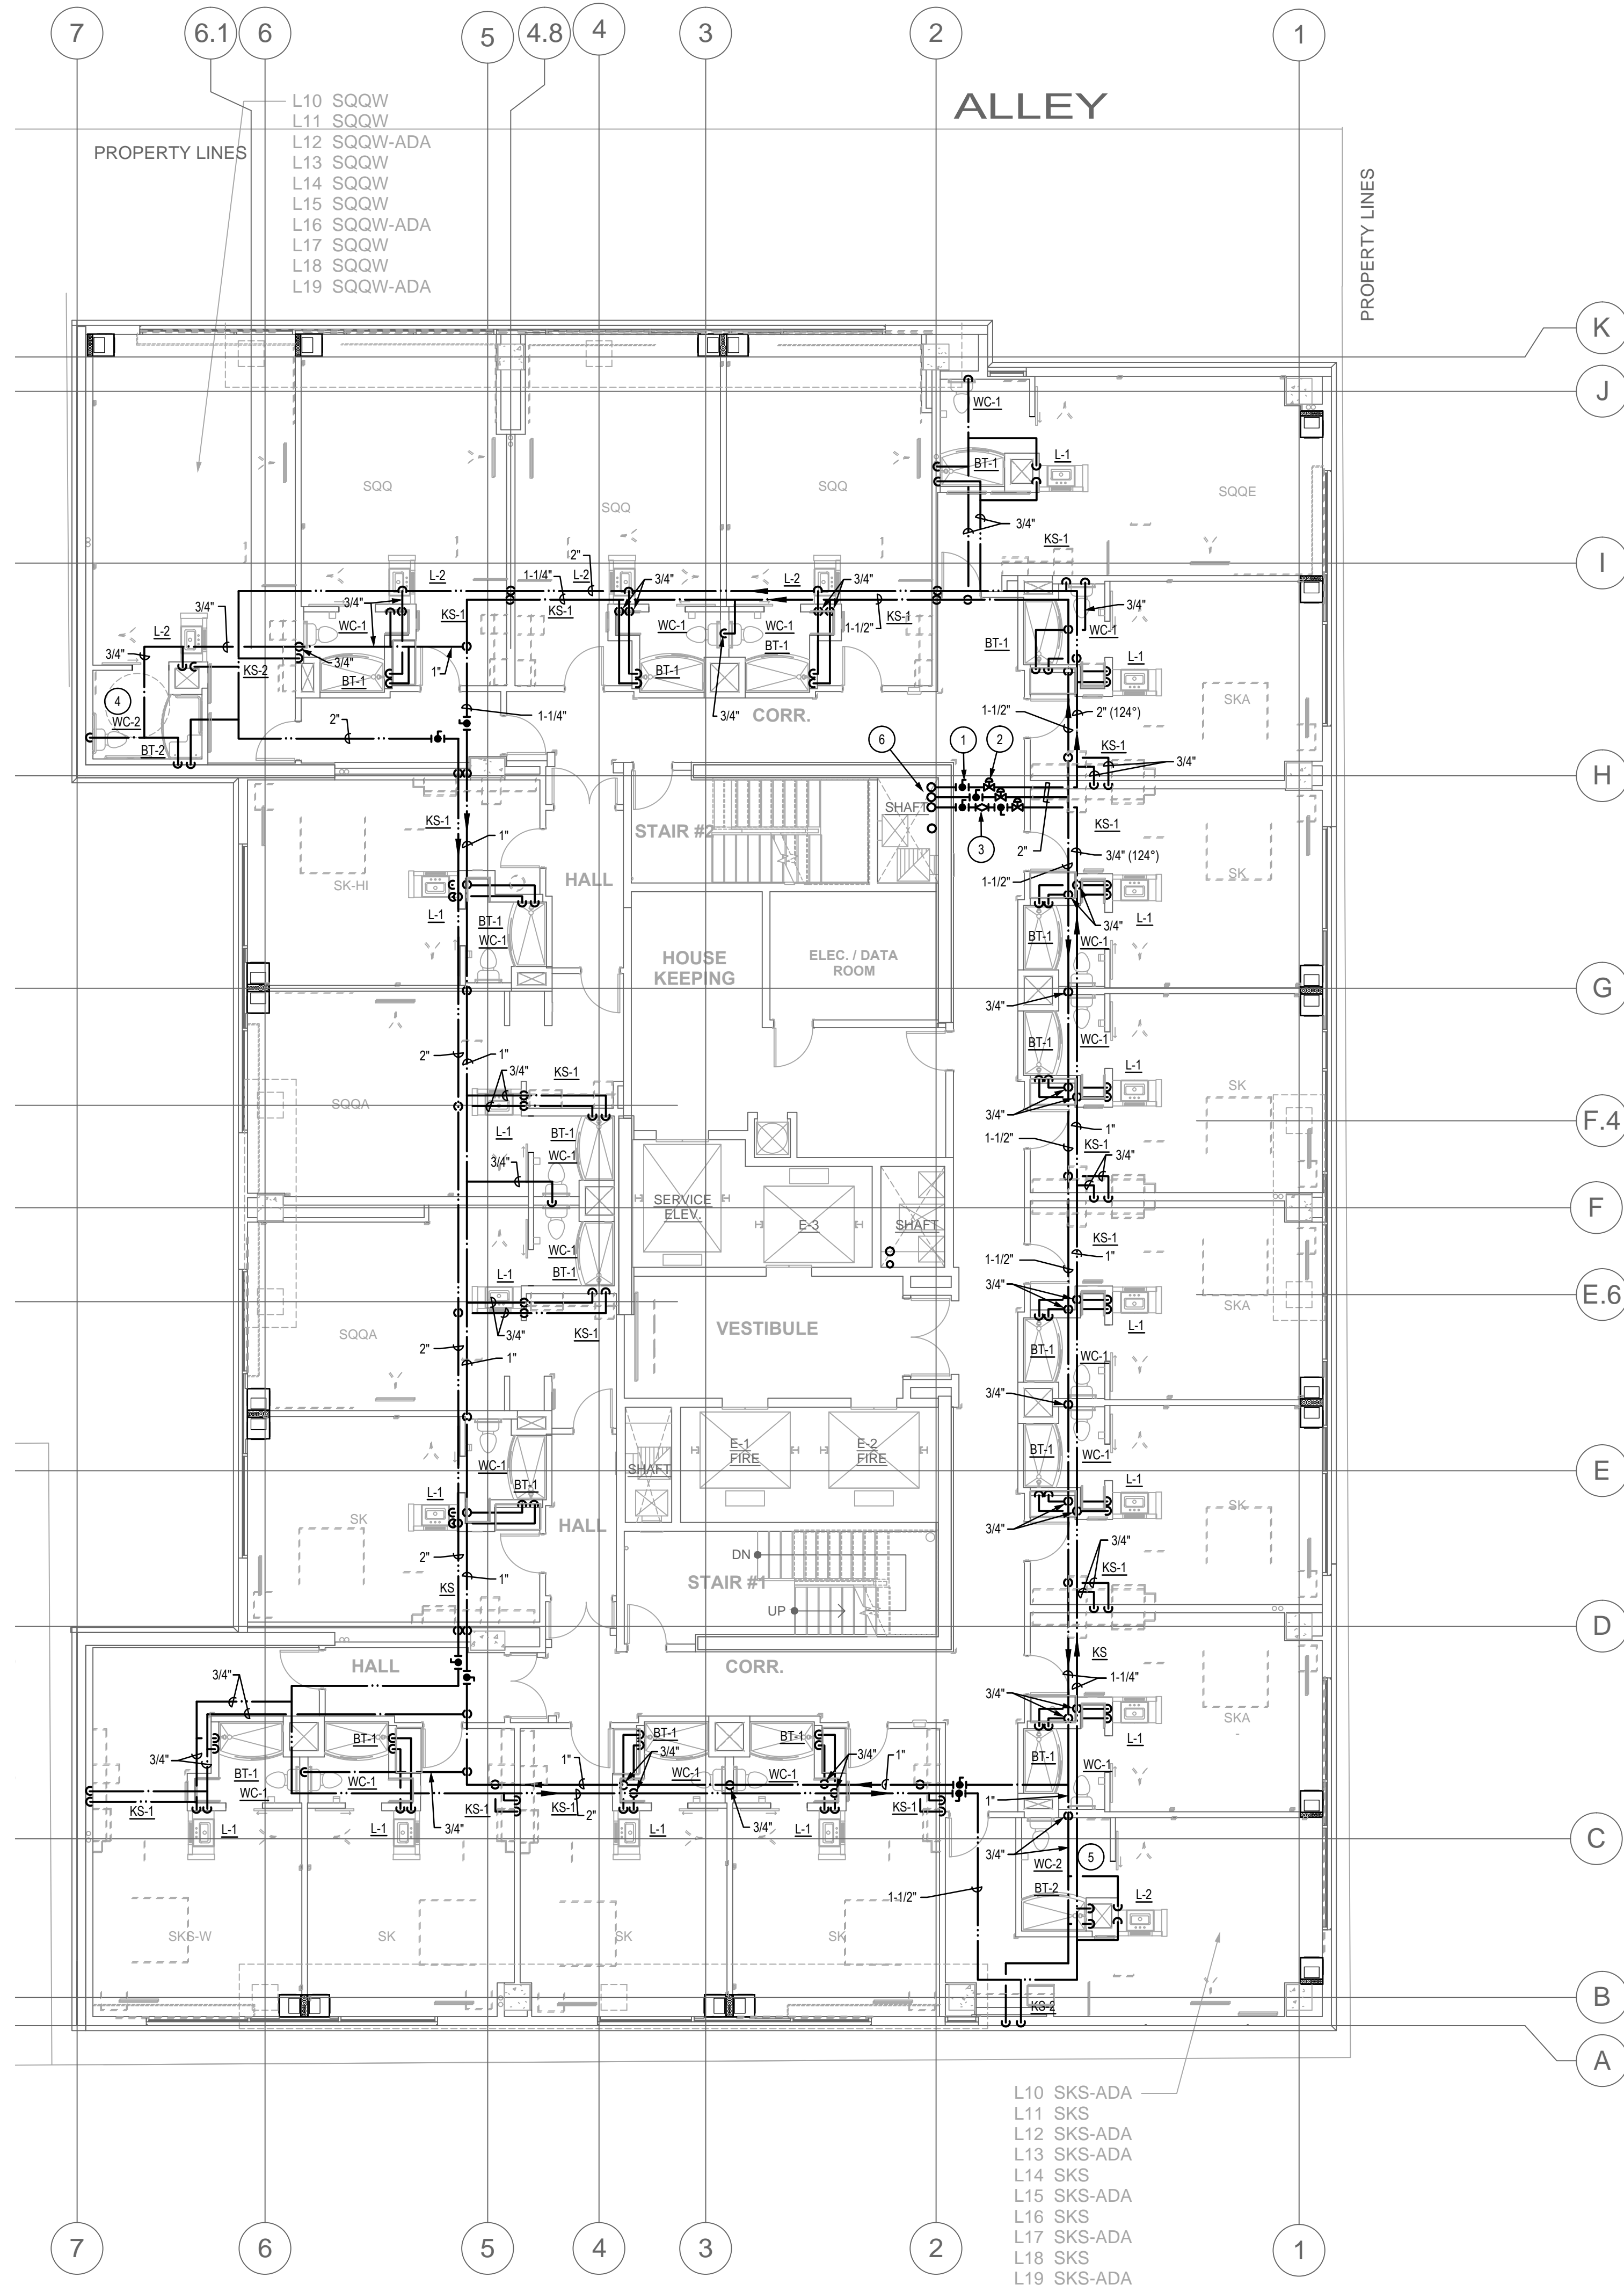 7
6.1
6
5
4.8
4
3
2
1
ALLEY
L10 SQQW
L11 SQQW
L12 SQQW-ADA
L13 SQQW
L14 SQQW
L15 SQQW
L16 SQQW-ADA
L17 SQQW
L18 SQQW
L19 SQQW-ADA
PROPERTY LINES
PROPERTY LINES
K
J
WC-1
BT-1
L-1
SQQ
SQQ
SQQ
SQQE
3/4"
KS-1
I
2"
L-2
1-1/4"
L-2
3/4"
3/4"
3/4"
3/4"
3/4"
L-2
WC-1
KS-1
KS-1
WC-1
WC-1
1-1/2"
KS-1
WC-1
BT-1
3/4"
KS-2
3/4"
BT-1
1"
BT-1
BT-1
L-1
SKA
4
WC-2
BT-2
2"
1-1/4"
3/4"
CORR.
1-1/2"
2" (124°)
KS-1
3/4"
6
1
2
H
SHAFT
3
2"
KS-1
KS-1
1"
STAIR #2
3/4" (124°)
1-1/2"
SK-HI
HALL
SK
L-1
BT-1
WC-1
L-1
3/4"
BT-1
WC-1
HOUSE
KEEPING
ELEC. / DATA
ROOM
G
3/4"
WC-1
BT-1
2"
1"
3/4"
KS-1
L-1
SK
SQQA
3/4"
L-1
BT-1
WC-1
3/4"
1"
1-1/2"
KS-1
3/4"
F.4
SERVICE
ELEV.
E-3
SHAFT
F
WC-1
BT-1
L-1
KS-1
1"
1-1/2"
3/4"
E.6
SKA
L-1
3/4"
KS-1
VESTIBULE
SQQA
2"
1"
BT-1
WC-1
3/4"
E-1
FIRE
E-2
FIRE
SHAFT
WC-1
BT-1
BT-1
WC-1
E
L-1
L-1
SK
SK
HALL
3/4"
2"
1"
KS
DN
STAIR #1
UP
3/4"
KS-1
D
HALL
CORR.
KS
3/4"
1-1/4"
3/4"
L-1
SKA
BT-1
BT-1
BT-1
3/4"
3/4"
3/4"
1"
1"
BT-1
WC-1
BT-1
WC-1
WC-1
WC-1
WC-1
1"
KS-1
KS-1
KS-1
2"
KS-1
L-1
L-1
3/4"
L-1
3/4"
L-1
3/4"
5
C
WC-2
BT-2
L-2
1-1/2"
SKS-W
SK
SK
SK
KS-2
B
A
L10 SKS-ADA
L11 SKS
L12 SKS-ADA
L13 SKS-ADA
L14 SKS
L15 SKS-ADA
L16 SKS
L17 SKS-ADA
L18 SKS
L19 SKS-ADA
7
6
5
4
3
2
1